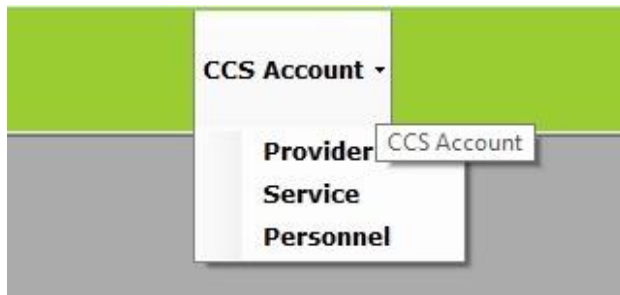 CCS Account
Provider
CCS Account
Service
Personnel